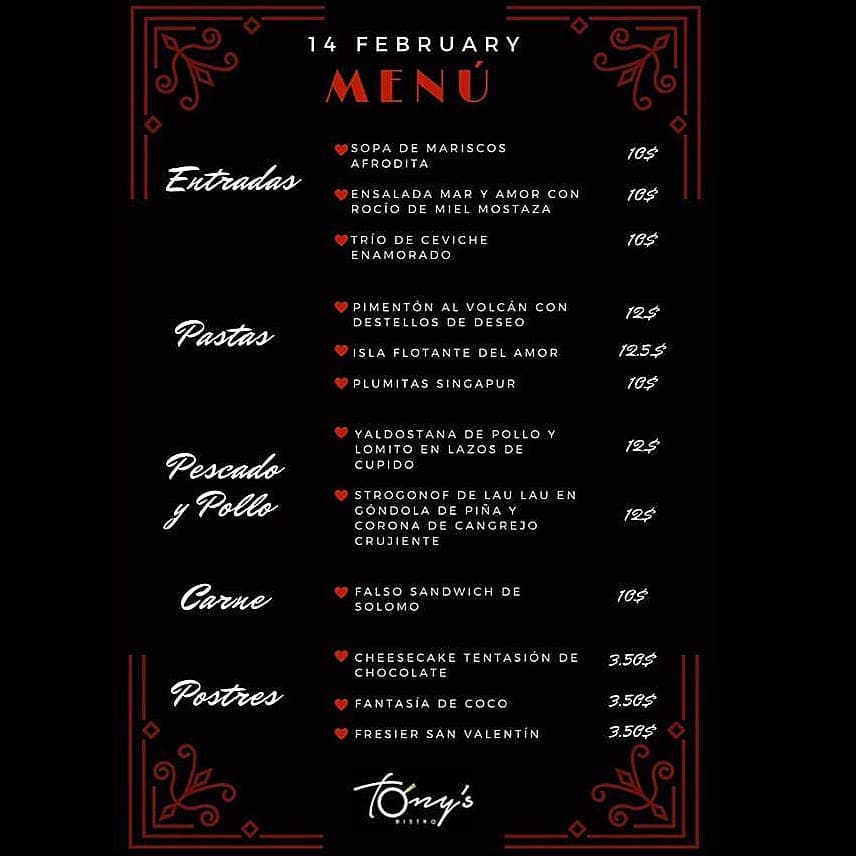 14 FEBRUARY
MENÚ
Entradas
SOPA DE MARISCOS
AFRODITA
10$
ENSALADA MAR Y AMOR CON
ROCÍO DE MIEL MOSTAZA
10$
TRÍO DE CEVICHE
ENAMORADO
10$
Pastas
PIMENTÓN AL VOLCÁN CON
DESTELLOS DE DESEO
12$
ISLA FLOTANTE DEL AMOR
12.5$
PLUMITAS SINGAPUR
10$
Pescado
y Pollo
YALDOSTANA DE POLLO Y
LOMITO EN LAZOS DE
CUPIDO
12$
STROGONOF DE LAU LAU EN
GÓNDOLA DE PIÑA Y
CORONA DE CANGREJO
CRUJIENTE
12$
Carne
FALSO SANDWICH DE
SOLOMO
10$
Postres
CHEESECAKE TENTASIÓN DE
CHOCOLATE
3.50$
FANTASÍA DE COCO
3.50$
FRESIER SAN VALENTÍN
3.50$
Tony's
BISTRO